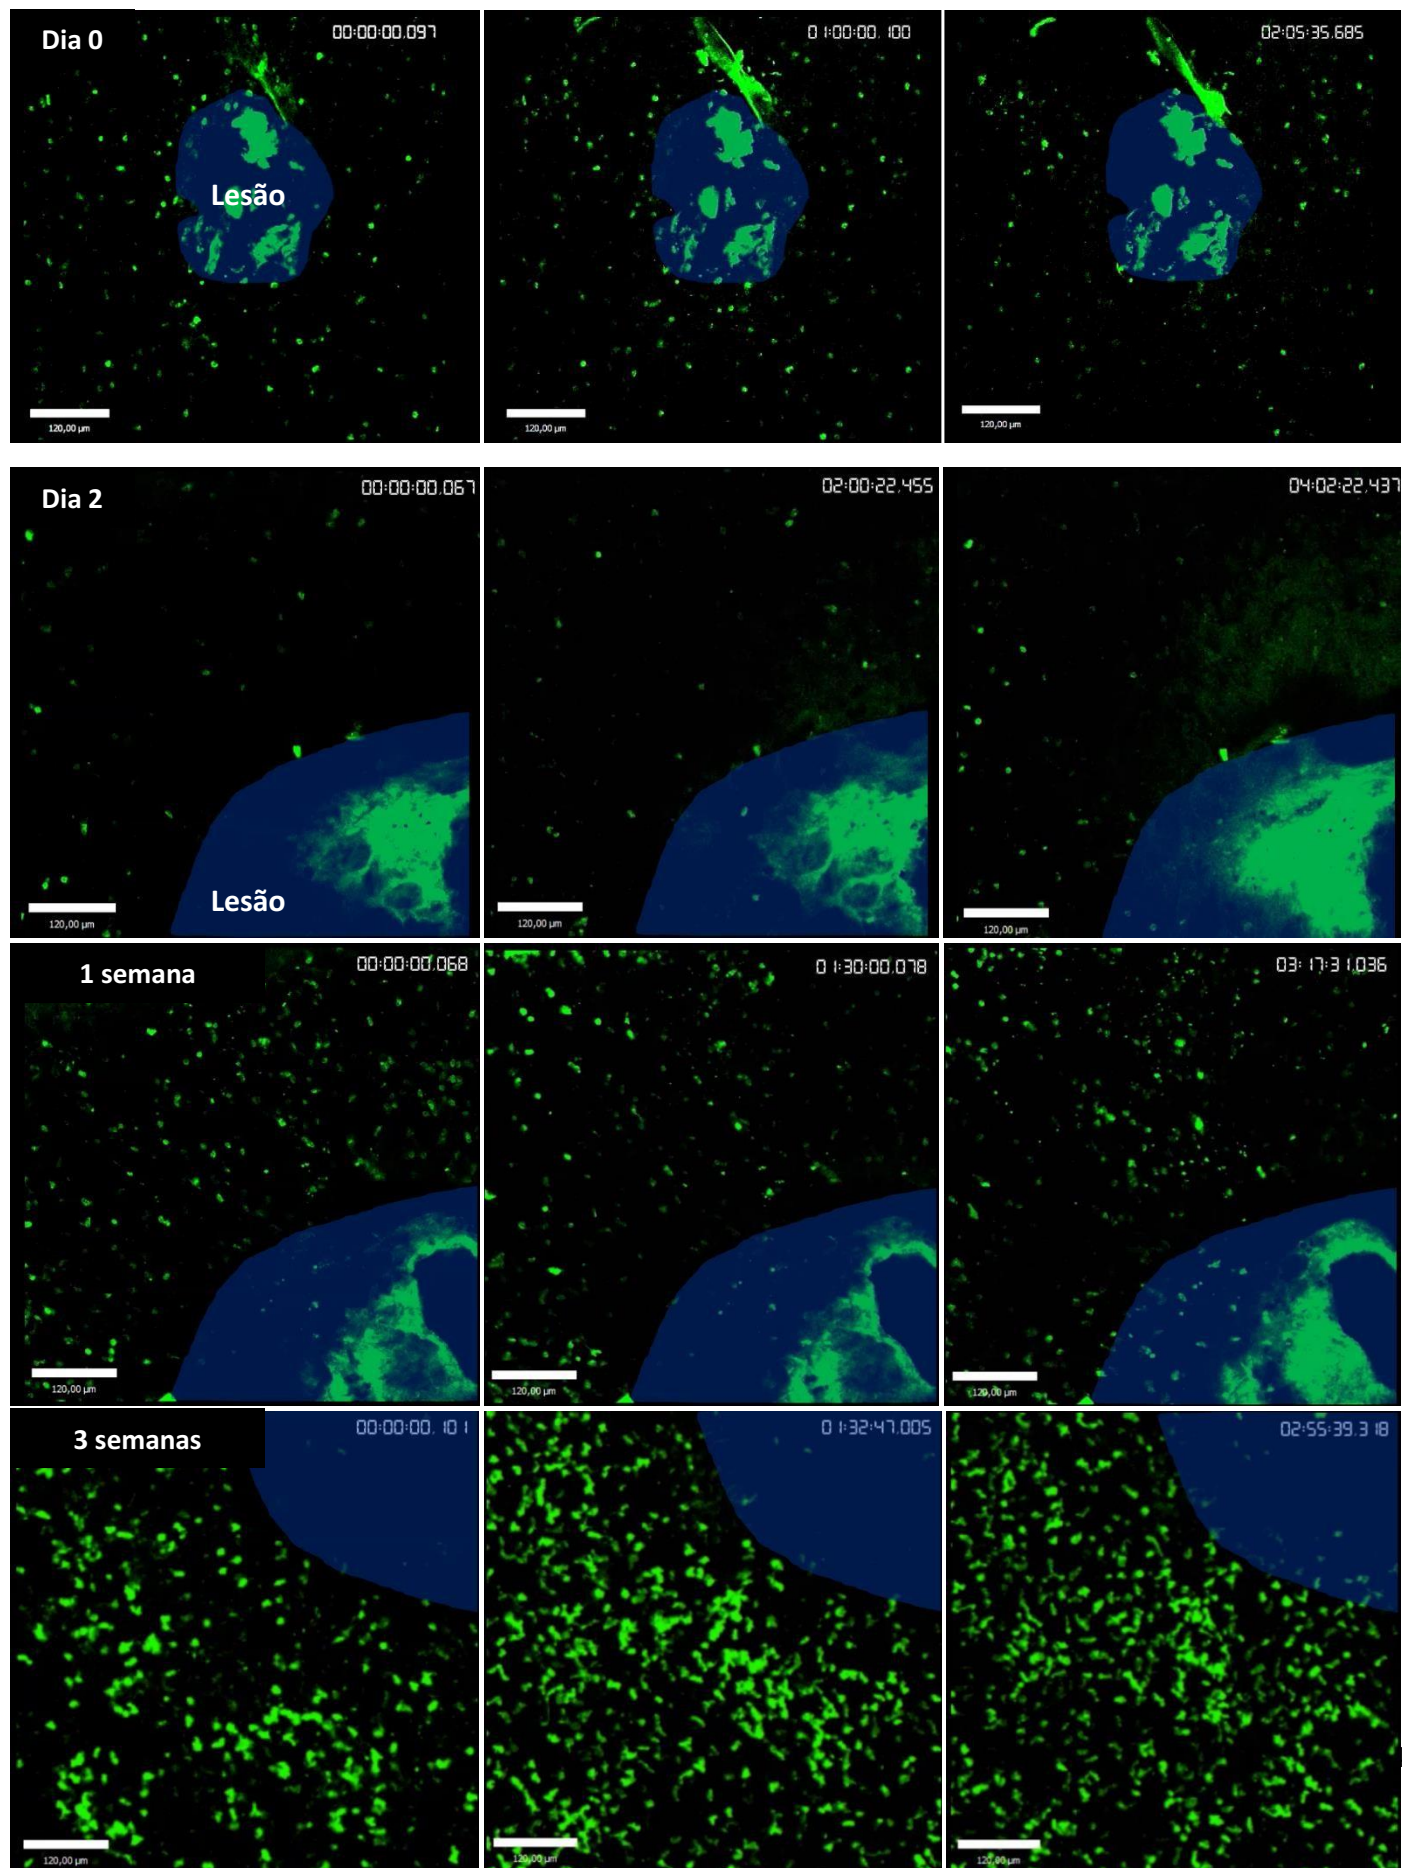 Dia 0
00:00:00.097
01:00:00.100
02:05:35.685
Lesão
120,00 µm
120,00 µm
120,00 µm
Dia 2
00:00:00.067
02:00:22.455
04:02:22.437
Lesão
120,00 µm
120,00 µm
120,00 µm
1 semana
00:00:00.068
01:30:00.078
03:17:31.036
120,00 µm
120,00 µm
120,00 µm
3 semanas
00:00:00.101
01:32:47.005
02:55:39.318
120,00 µm
120,00 µm
120,00 µm